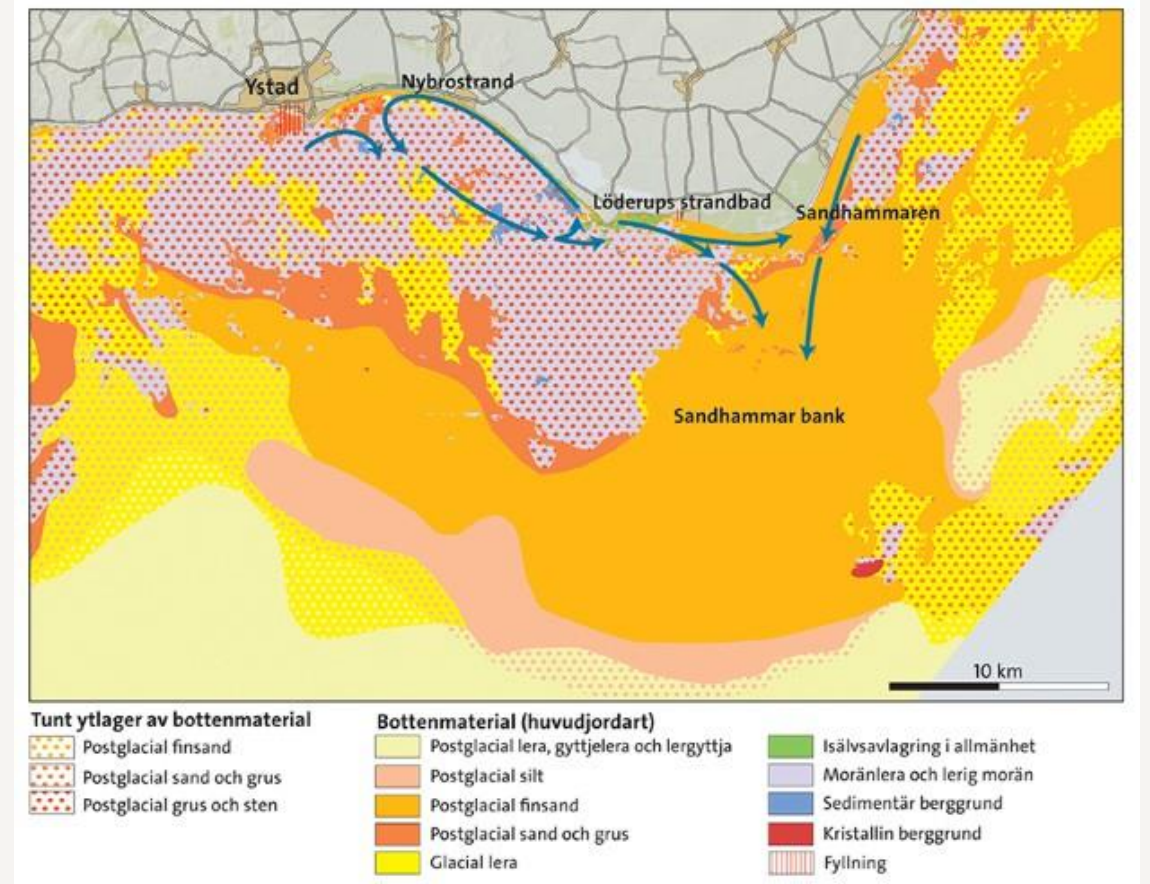 Ystad
Nybrostrand
Löderups strandbad
Sandhammaren
Sandhammar bank
10 km
Tunt ytlager av bottenmaterial
Postglacial finsand
Postglacial sand och grus
Postglacial grus och sten
Bottenmaterial (huvudjordart)
Postglacial lera, gyttjelera och lergyttja
Postglacial silt
Postglacial finsand
Postglacial sand och grus
Glacial lera
Isälvsavlagring i allmänhet
Moränlera och lerig morän
Sedimentär berggrund
Kristallin berggrund
Fyllning